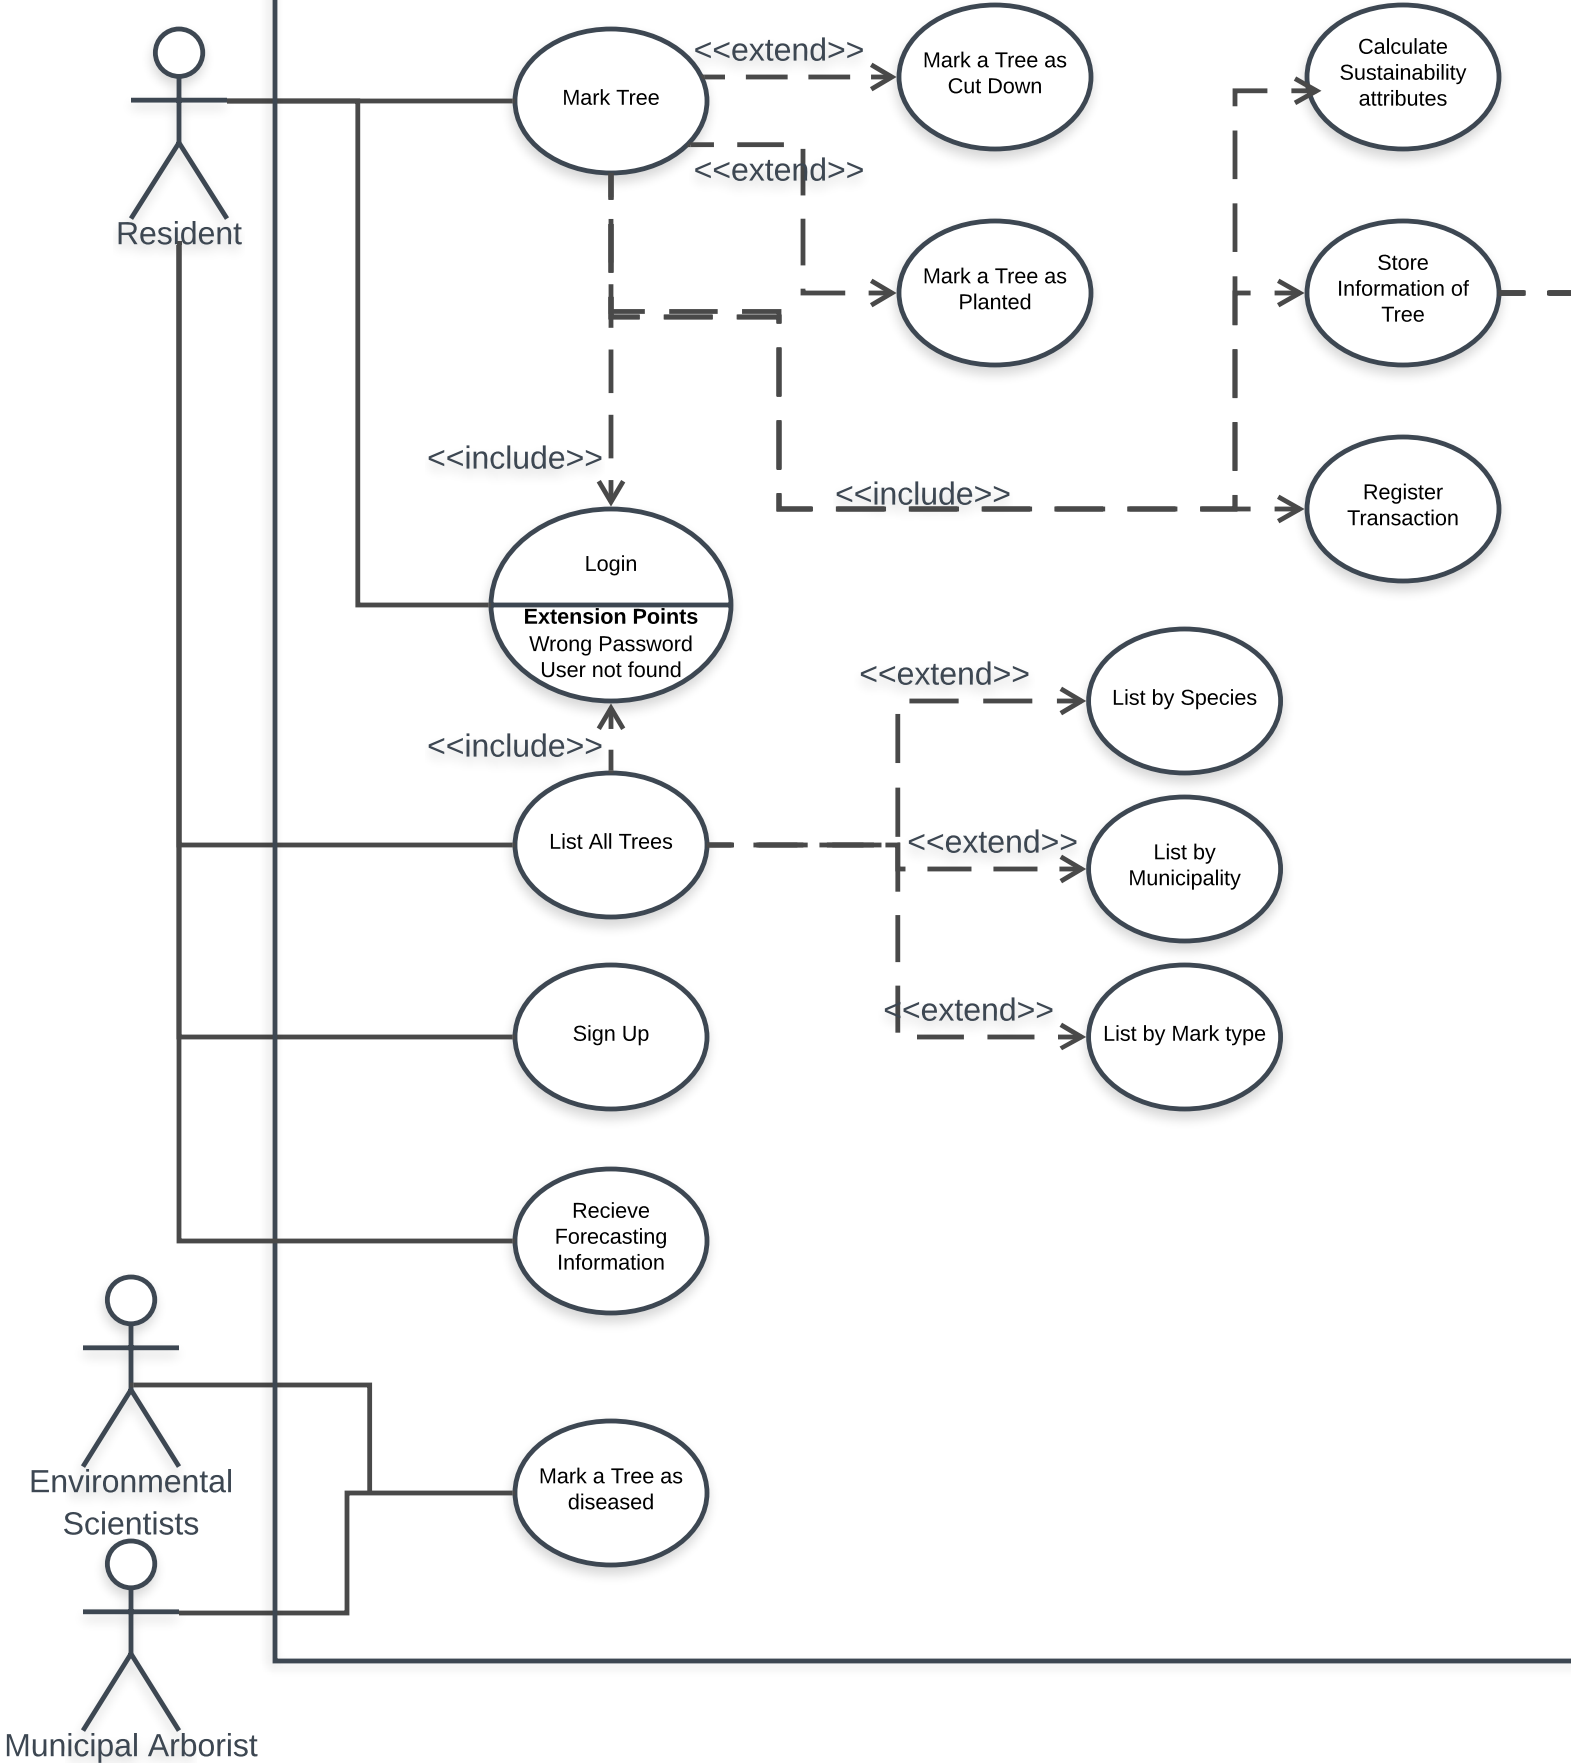 <<extend>>
Mark Tree
Mark a Tree as
Cut Down
Calculate
Sustainability
attributes
<<extend>>
Resident
Mark a Tree as
Planted
Store
Information of
Tree
<<include>>
<<include>>
Register
Transaction
Login
Extension Points
Wrong Password
User not found
<<extend>>
List by Species
<<include>>
List All Trees
<<extend>>
List by
Municipality
<<extend>>
Sign Up
List by Mark type
Recieve
Forecasting
Information
Environmental
Scientists
Mark a Tree as
diseased
Municipal Arborist